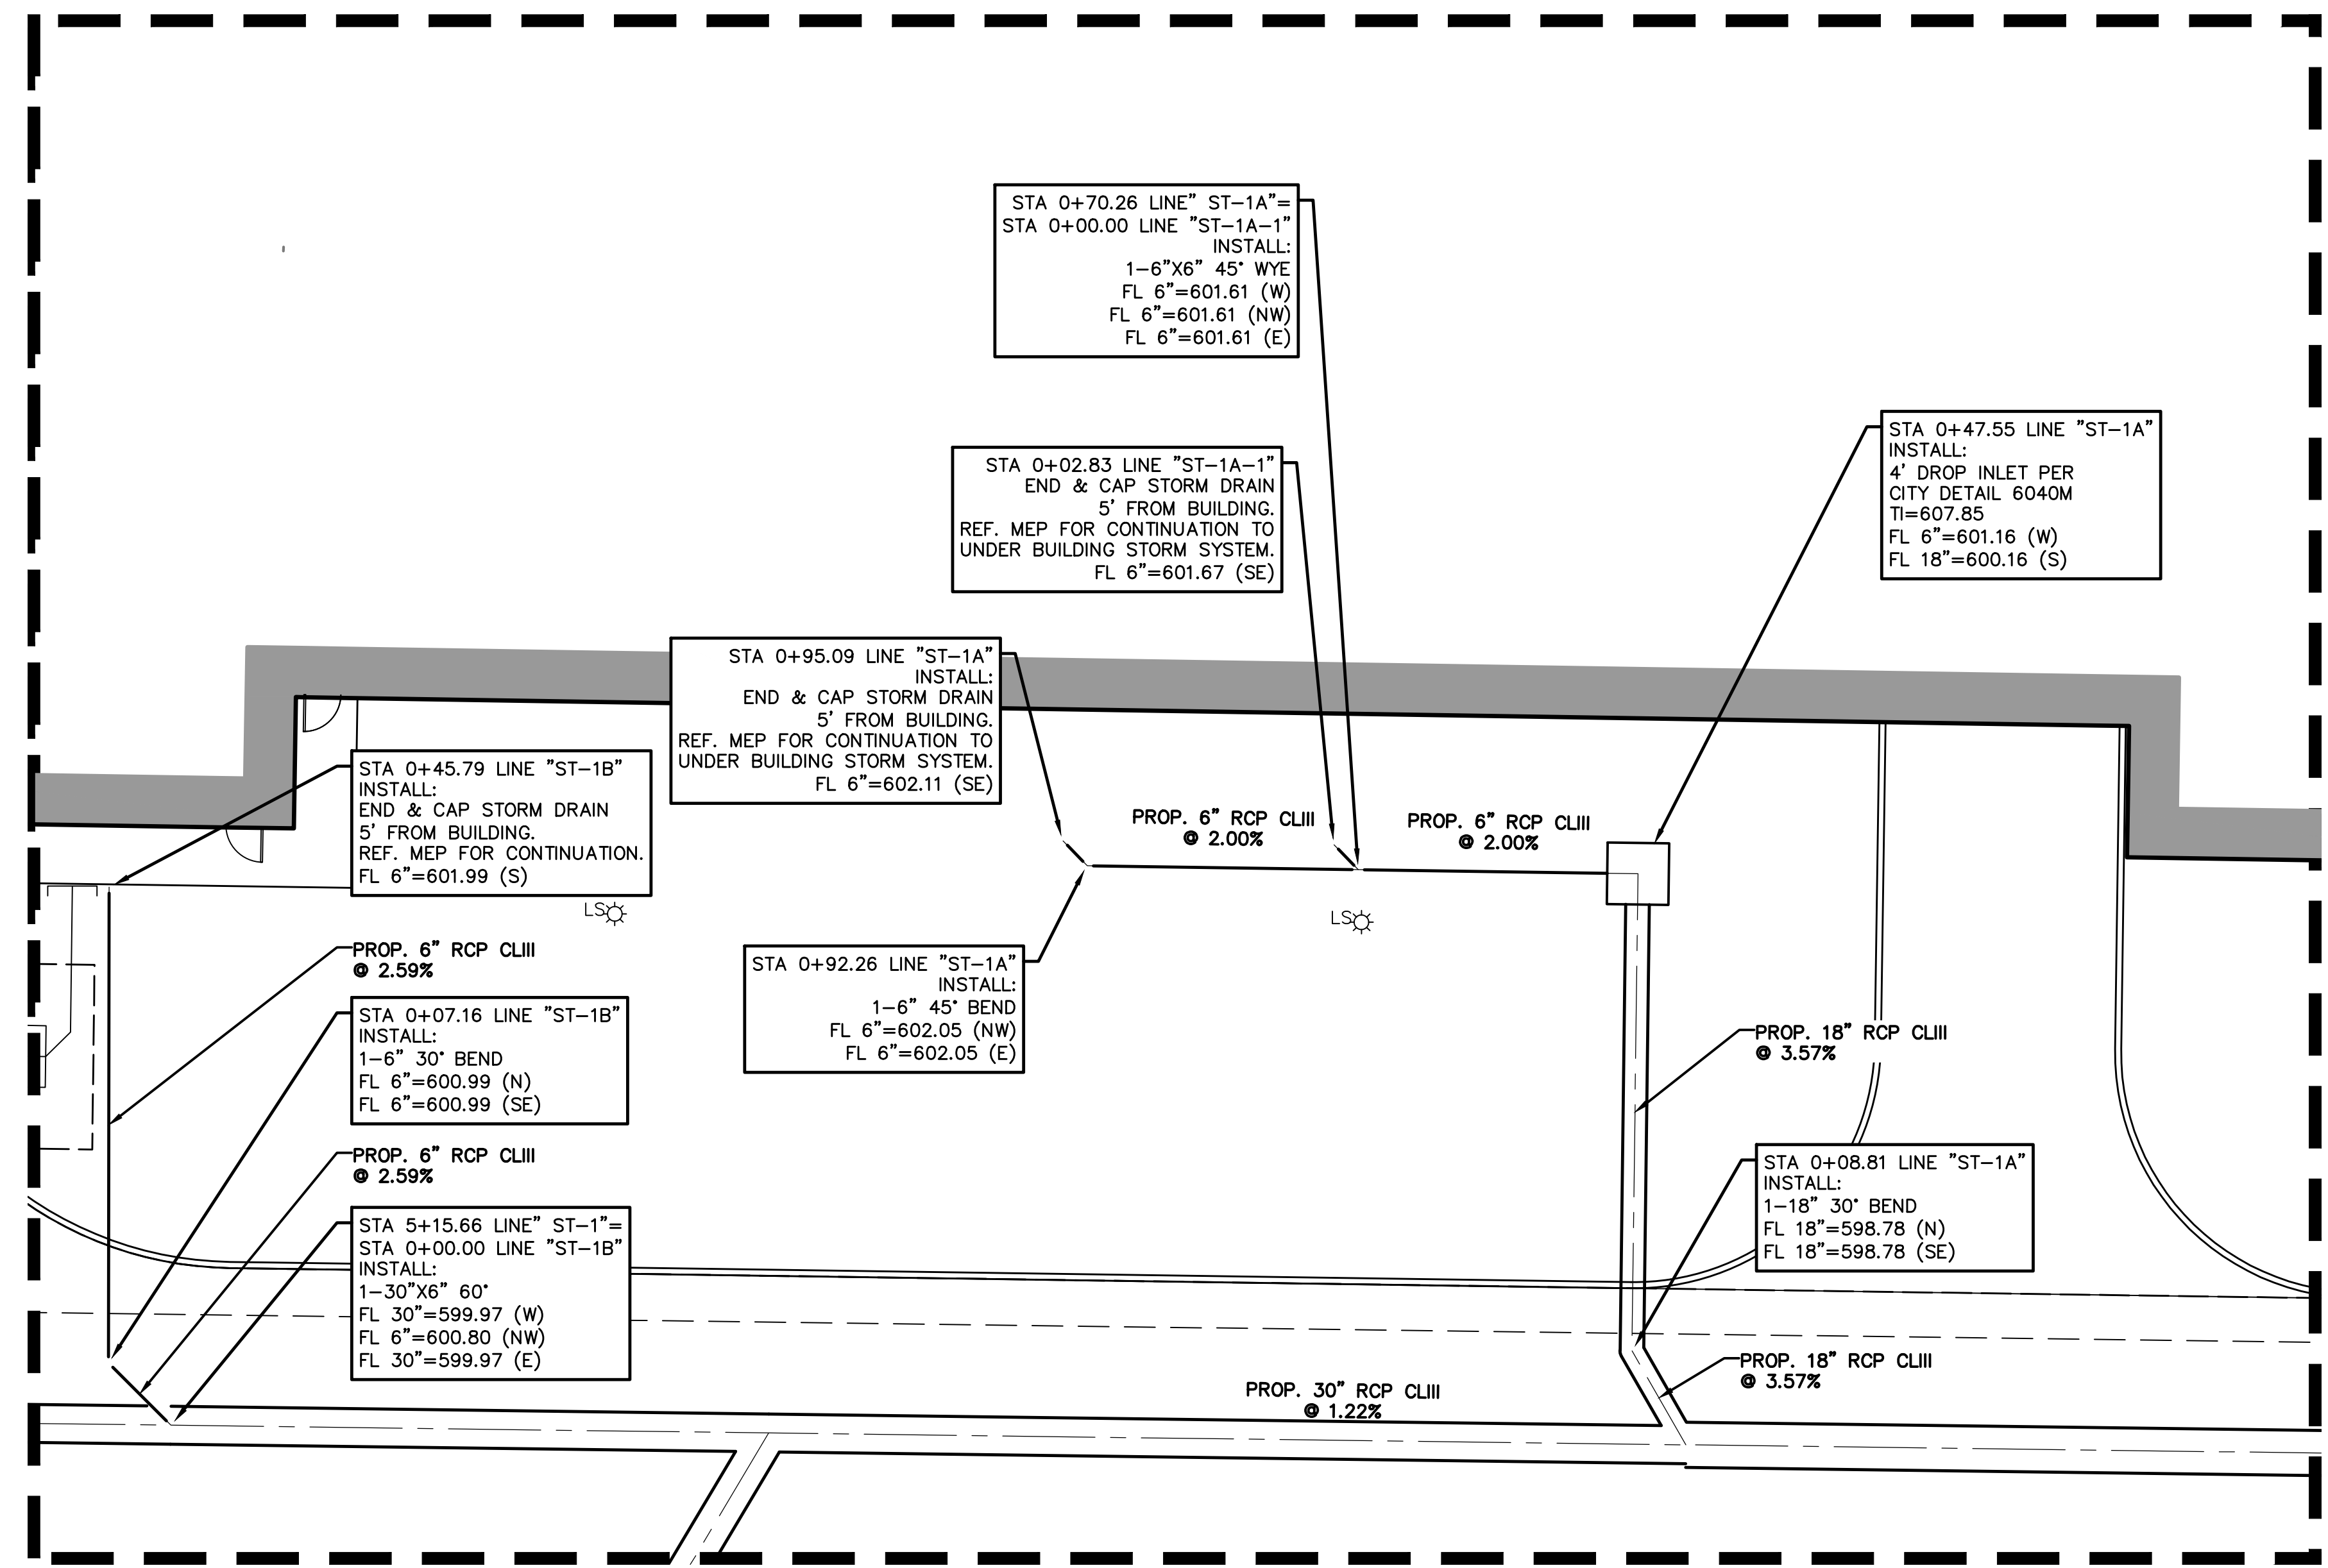 STA 0+70.26 LINE" ST-1A"=
STA 0+00.00 LINE "ST-1A-1"
INSTALL:
1-6"X6" 45° WYE
FL 6"=601.61 (W)
FL 6"=601.61 (NW)
FL 6"=601.61 (E)
STA 0+02.83 LINE "ST-1A-1"
END & CAP STORM DRAIN
5' FROM BUILDING.
REF. MEP FOR CONTINUATION TO
UNDER BUILDING STORM SYSTEM.
FL 6"=601.67 (SE)
STA 0+47.55 LINE "ST-1A"
INSTALL:
4' DROP INLET PER
CITY DETAIL 6040M
TI=607.85
FL 6"=601.16 (W)
FL 18"=600.16 (S)
STA 0+95.09 LINE "ST-1A"
INSTALL:
END & CAP STORM DRAIN
5' FROM BUILDING.
REF. MEP FOR CONTINUATION TO
UNDER BUILDING STORM SYSTEM.
FL 6"=602.11 (SE)
STA 0+45.79 LINE "ST-1B"
INSTALL:
END & CAP STORM DRAIN
5' FROM BUILDING.
REF. MEP FOR CONTINUATION.
FL 6"=601.99 (S)
PROP. 6" RCP CLIII
@ 2.00%
PROP. 6" RCP CLIII
@ 2.00%
LS
LS
PROP. 6" RCP CLIII
@ 2.59%
STA 0+92.26 LINE "ST-1A"
INSTALL:
1-6" 45° BEND
FL 6"=602.05 (NW)
FL 6"=602.05 (E)
STA 0+07.16 LINE "ST-1B"
INSTALL:
1-6" 30° BEND
FL 6"=600.99 (N)
FL 6"=600.99 (SE)
PROP. 18" RCP CLIII
@ 3.57%
PROP. 6" RCP CLIII
@ 2.59%
STA 0+08.81 LINE "ST-1A"
INSTALL:
1-18" 30° BEND
FL 18"=598.78 (N)
FL 18"=598.78 (SE)
STA 5+15.66 LINE" ST-1"=
STA 0+00.00 LINE "ST-1B"
INSTALL:
1-30"X6" 60°
FL 30"=599.97 (W)
FL 6"=600.80 (NW)
FL 30"=599.97 (E)
PROP. 18" RCP CLIII
@ 3.57%
PROP. 30" RCP CLIII
@ 1.22%